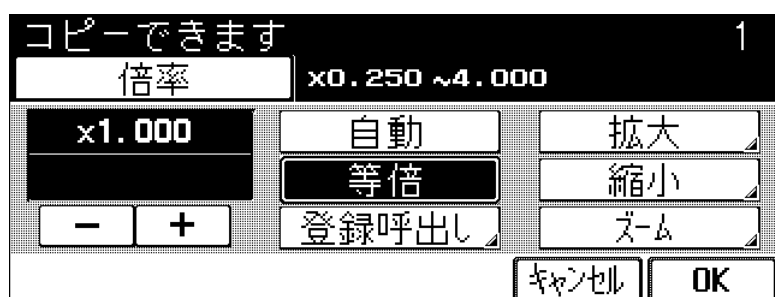 コピーできます 1
倍率 x0.250 ~4.000
x1.000 自動 拡大
等倍 縮小
− + 登録呼出し ズーム
キャンセル OK